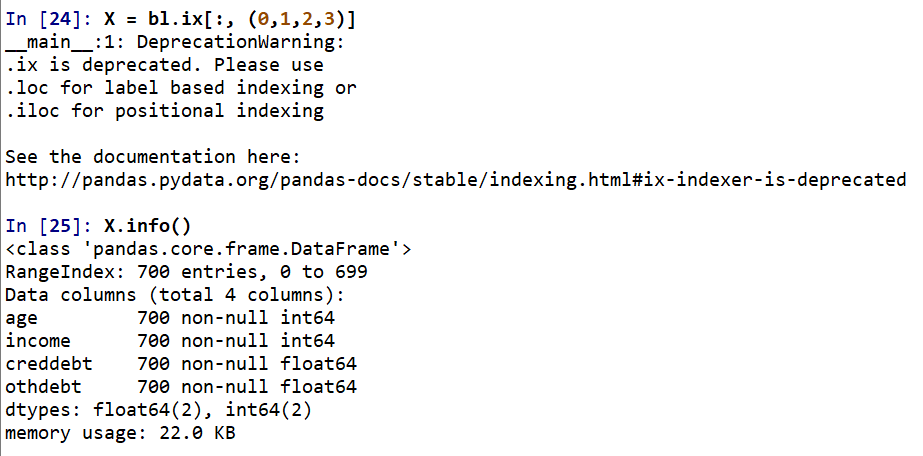 In [24]: X = bl.ix[:, (0,1,2,3)]
__main__:1: DeprecationWarning:
.ix is deprecated. Please use
.loc for label based indexing or
.iloc for positional indexing

See the documentation here:
http://pandas.pydata.org/pandas-docs/stable/indexing.html#ix-indexer-is-deprecated

In [25]: X.info()
<class 'pandas.core.frame.DataFrame'>
RangeIndex: 700 entries, 0 to 699
Data columns (total 4 columns):
age         700 non-null int64
income      700 non-null int64
creddebt    700 non-null float64
othdebt     700 non-null float64
dtypes: float64(2), int64(2)
memory usage: 22.0 KB